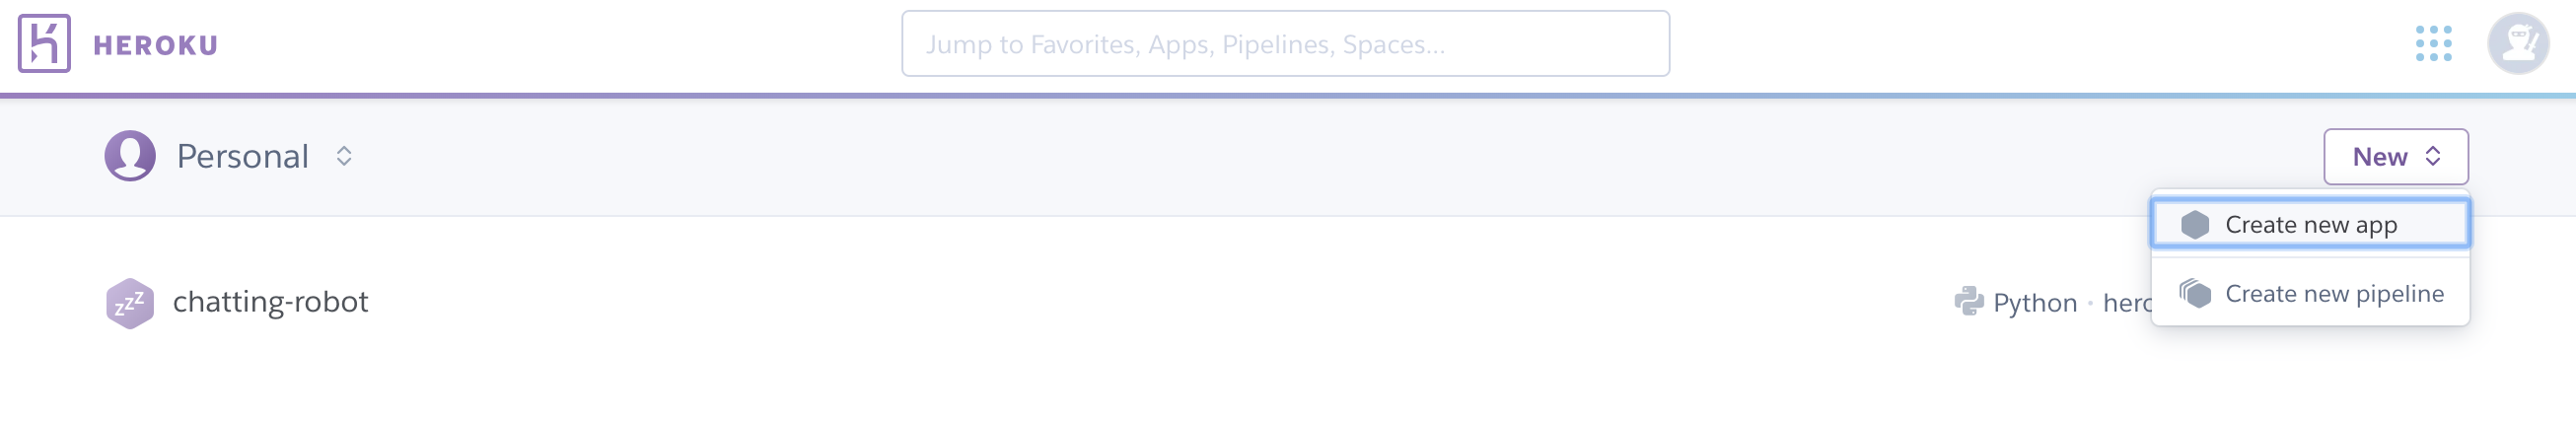 HEROKU
Jump to Favorites, Apps, Pipelines, Spaces...
Personal
New
Create new app
Create new pipeline
zzz
chatting-robot
Python · hero